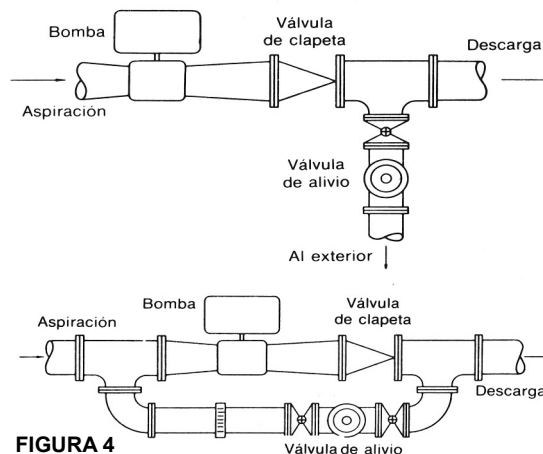 Bomba
Válvula
de clapeta
Descarga
Aspiración
Válvula
de alivio
Al exterior
Bomba
Válvula
de clapeta
Aspiración
Descarga
FIGURA 4
Válvula de alivio